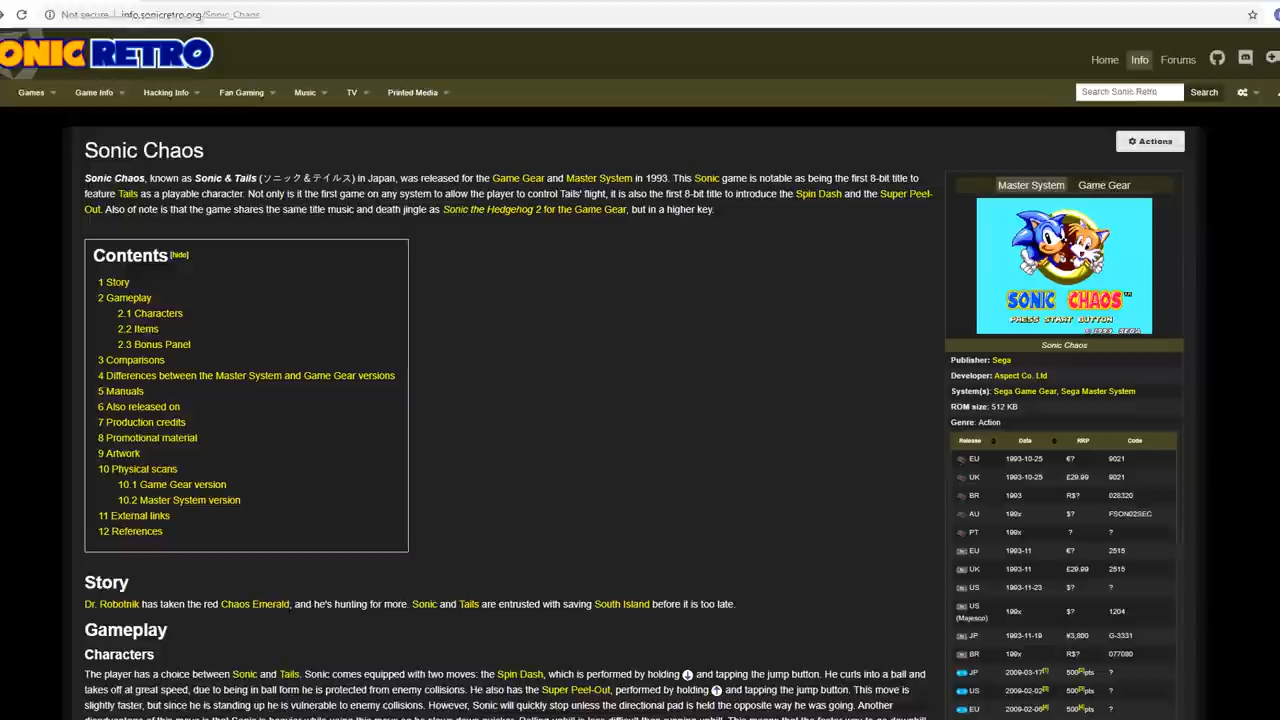 Not secure | info.sonicretro.org/Sonic_Chaos
ONIC RETRO
Home Info Forums
Games Game Info Hacking Info Fan Gaming Music TV Printed Media
Search Sonic Retro Search
Sonic Chaos
Actions
Sonic Chaos, known as Sonic & Tails (ソニック＆テイルス) in Japan, was released for the Game Gear and Master System in 1993. This Sonic game is notable as being the first 8-bit title to
feature Tails as a playable character. Not only is it the first game on any system to allow the player to control Tails' flight, it is also the first 8-bit title to introduce the Spin Dash and the Super Peel-
Out. Also of note is that the game shares the same title music and death jingle as Sonic the Hedgehog 2 for the Game Gear, but in a higher key.
Contents [hide]
1 Story
2 Gameplay
2.1 Characters
2.2 Items
2.3 Bonus Panel
3 Comparisons
4 Differences between the Master System and Game Gear versions
5 Manuals
6 Also released on
7 Production credits
8 Promotional material
9 Artwork
10 Physical scans
10.1 Game Gear version
10.2 Master System version
11 External links
12 References
Story
Dr. Robotnik has taken the red Chaos Emerald, and he's hunting for more. Sonic and Tails are entrusted with saving South Island before it is too late.
Gameplay
Characters
The player has a choice between Sonic and Tails. Sonic comes equipped with two moves: the Spin Dash, which is performed by holding and tapping the jump button. He curls into a ball and
takes off at great speed, due to being in ball form he is protected from enemy collisions. He also has the Super Peel-Out, performed by holding and tapping the jump button. This move is
slightly faster, but since he is standing up he is vulnerable to enemy collisions. However, Sonic will quickly stop unless the directional pad is held the opposite way he was going. Another
Master System Game Gear
SONIC CHAOS™
PRESS START BUTTON
© 1993 SEGA
Sonic Chaos
Publisher: Sega
Developer: Aspect Co. Ltd
System(s): Sega Game Gear, Sega Master System
ROM size: 512 KB
Genre: Action
Release Date RRP Code
EU 1993-10-25 €? 9021
UK 1993-10-25 £29.99 9021
BR 1993 R$? 028320
AU 199x $? FSON02SEC
PT 199x ? ?
EU 1993-11 €? 2515
UK 1993-11 £29.99 2515
US 1993-11-23 $? ?
US (Majesco) 199x $? 1204
JP 1993-11-19 ¥3,800 G-3331
BR 199x R$? 077080
JP 2009-03-17[1] 500[2]pts ?
US 2009-02-02 500pts ?
EU 2009-02-06 500pts ?